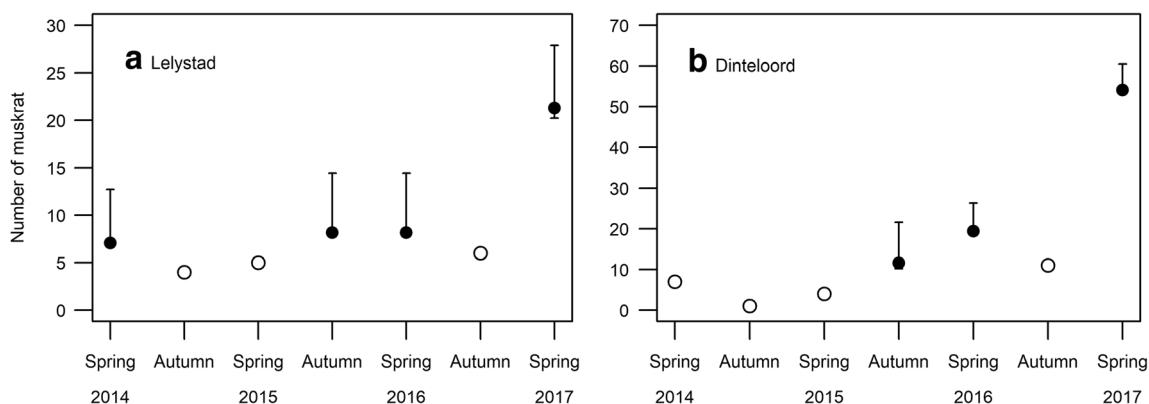 Number of muskrat
30
25
20
15
10
5
0
a Lelystad
Spring Autumn Spring Autumn Spring Autumn Spring
2014 2015 2016 2017
70
60
50
40
30
20
10
0
b Dinteloord
Spring Autumn Spring Autumn Spring Autumn Spring
2014 2015 2016 2017